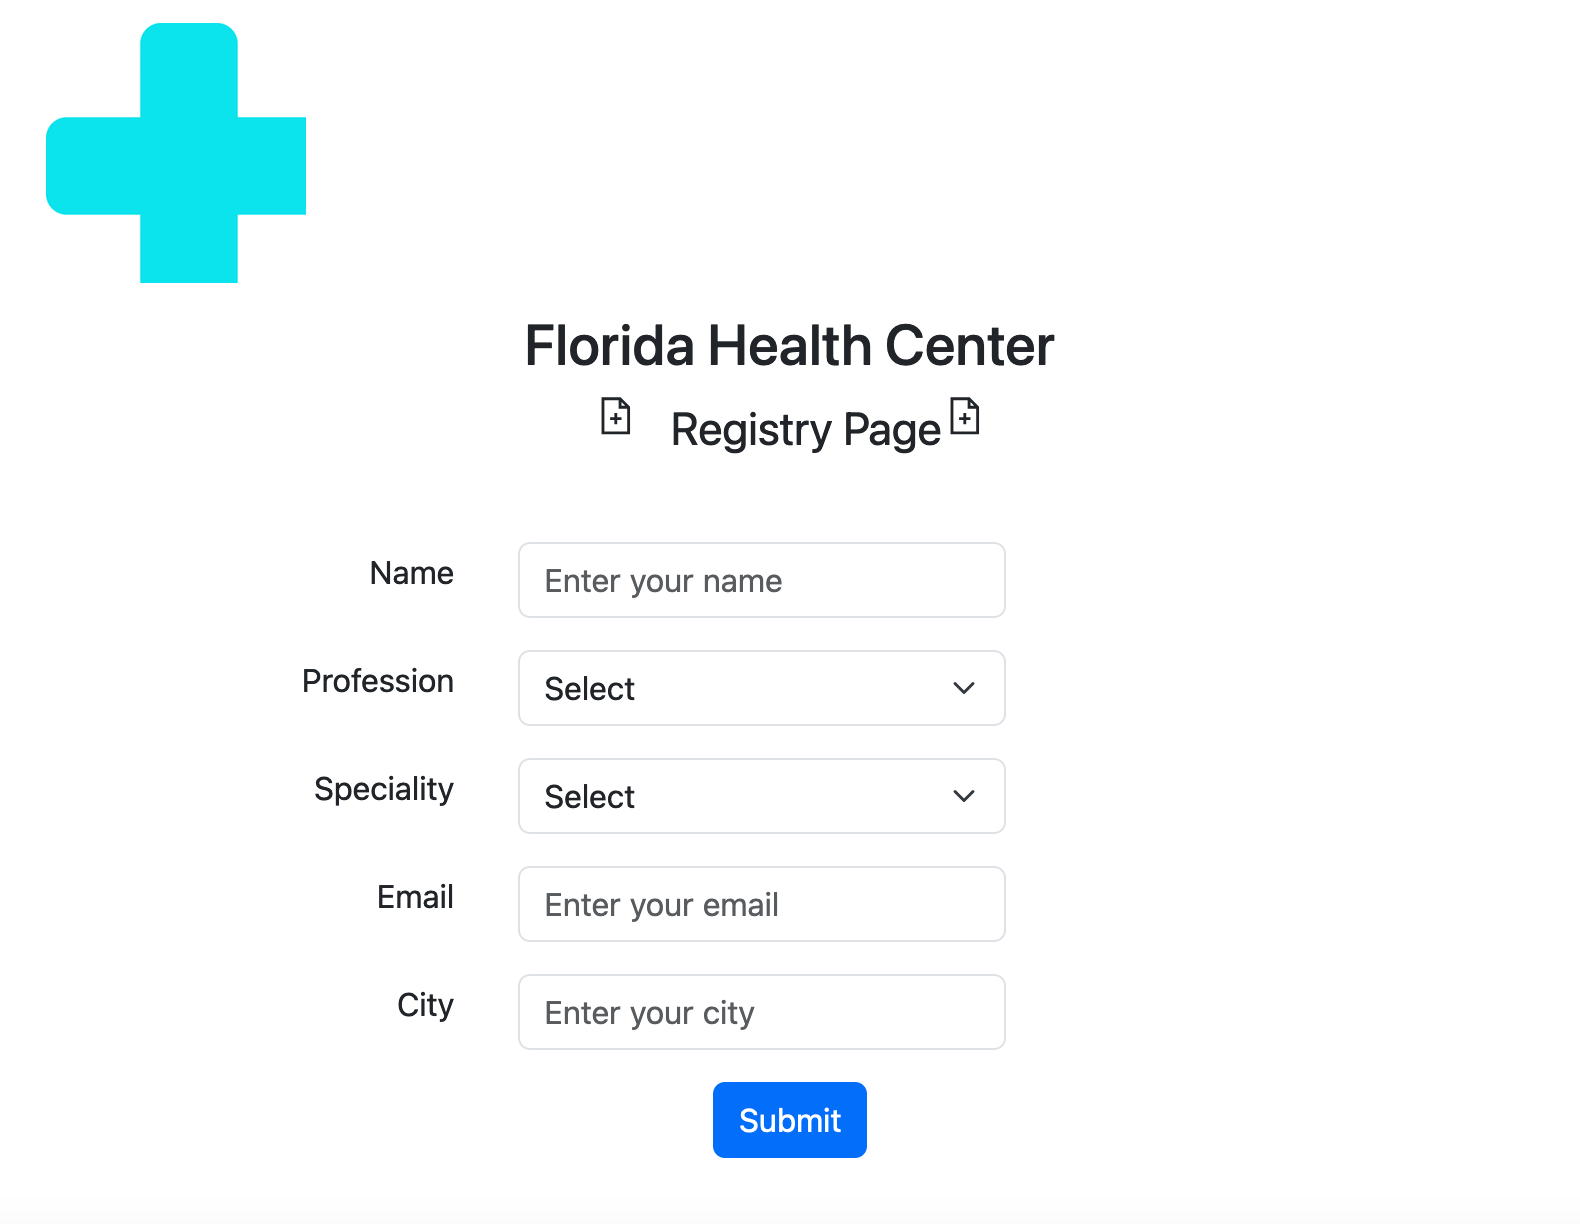 Florida Health Center
Registry Page
Name
Enter your name
Profession
Select
Speciality
Select
Email
Enter your email
City
Enter your city
Submit